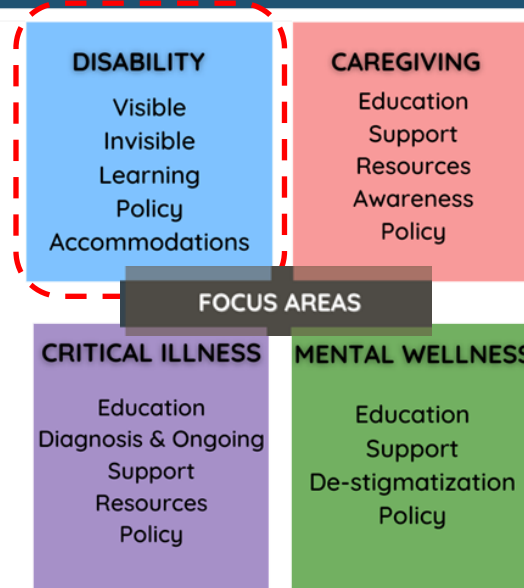 DISABILITY
Visible
Invisible
Learning
Policy
Accommodations
CAREGIVING
Education
Support
Resources
Awareness
Policy
FOCUS AREAS
CRITICAL ILLNESS
Education
Diagnosis & Ongoing
Support
Resources
Policy
MENTAL WELLNESS
Education
Support
De-stigmatization
Policy